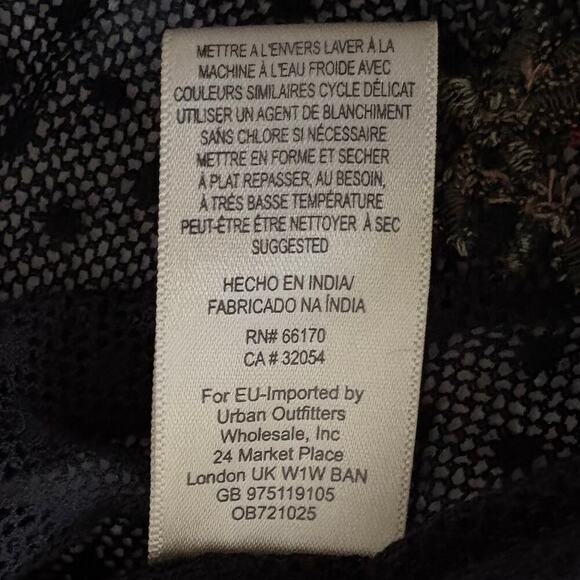 METTRE A L'ENVERS LAVER À LA
MACHINE À L'EAU FROIDE AVEC
COULEURS SIMILAIRES CYCLE DÉLICAT
UTILISER UN AGENT DE BLANCHIMENT
SANS CHLORE SI NÉCESSAIRE
METTRE EN FORME ET SECHER
À PLAT REPASSER, AU BESOIN,
À TRÉS BASSE TEMPÉRATURE
PEUT-ÊTRE ÊTRE NETTOYER À SEC
SUGGESTED
HECHO EN INDIA/
FABRICADO NA ÍNDIA
RN# 66170
CA # 32054
For EU-Imported by
Urban Outfitters
Wholesale, Inc
24 Market Place
London UK W1W BAN
GB 975119105
OB721025